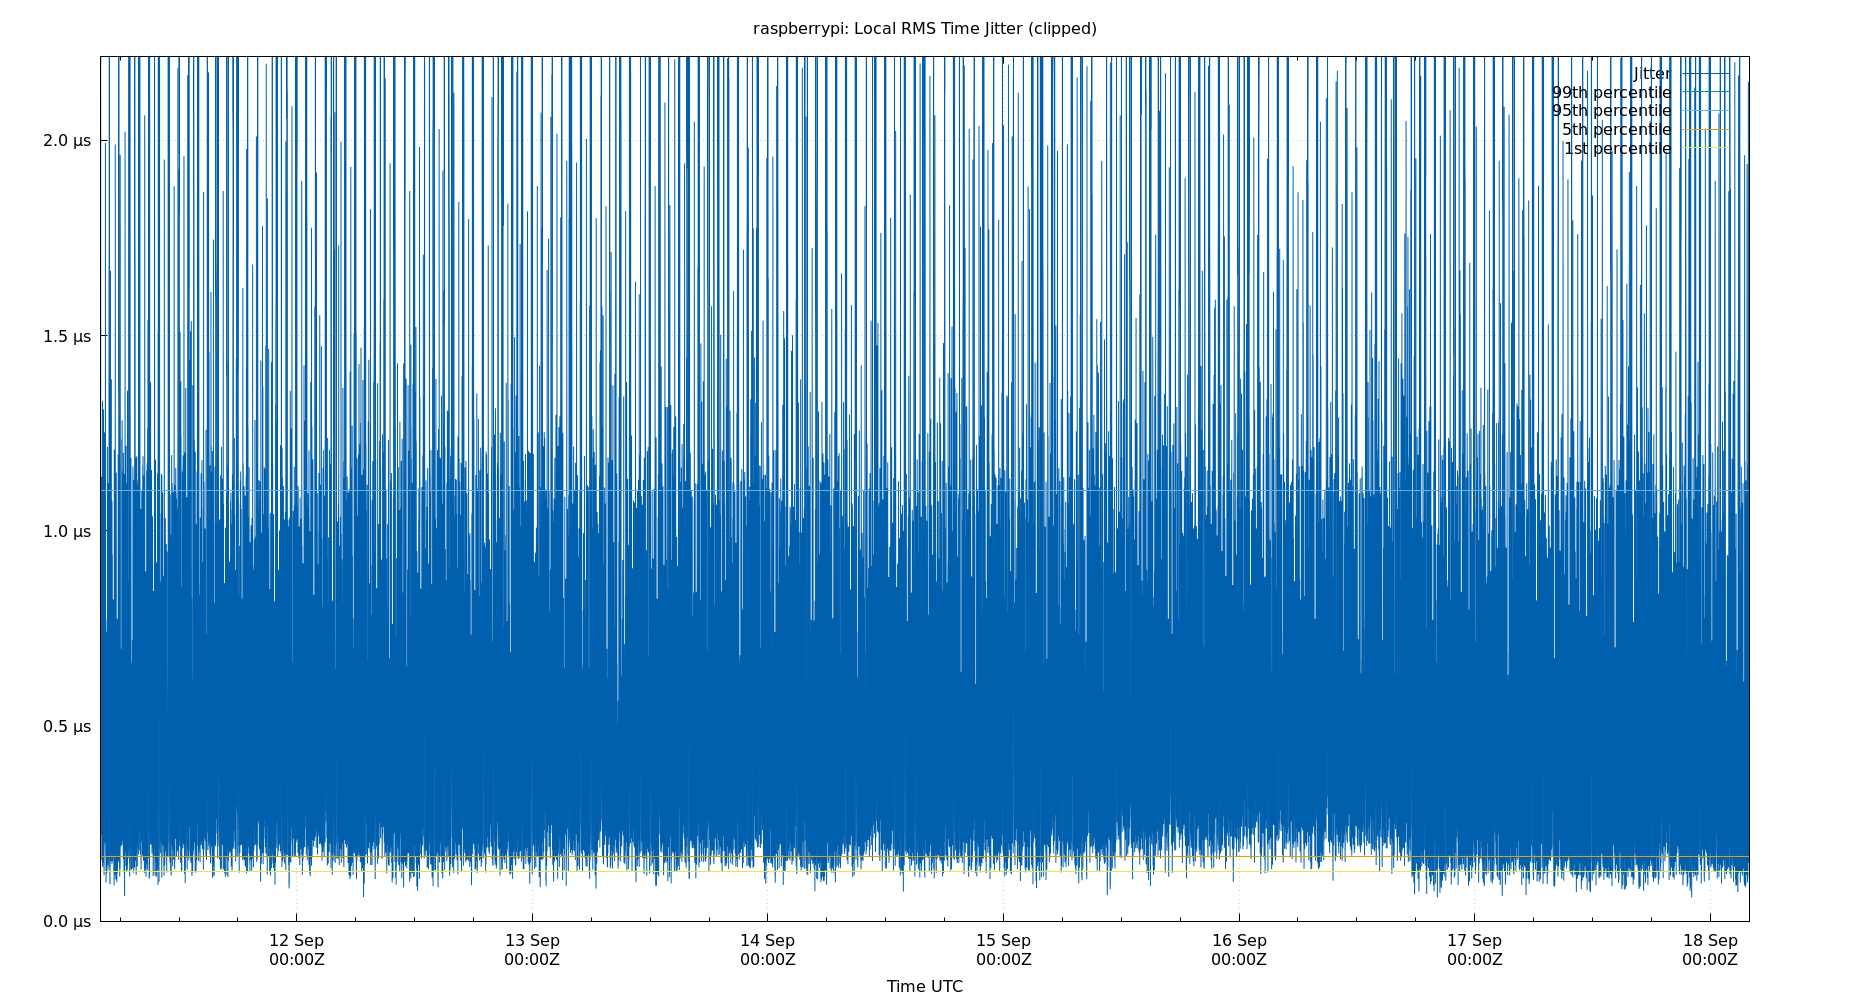 raspberrypi: Local RMS Time Jitter (clipped)
Jitter
99th percentile
95th percentile
5th percentile
1st percentile
2.0 µs
1.5 µs
1.0 µs
0.5 µs
0.0 µs
12 Sep 13 Sep 14 Sep 15 Sep 16 Sep 17 Sep 18 Sep
00:00Z 00:00Z 00:00Z 00:00Z 00:00Z 00:00Z 00:00Z
Time UTC